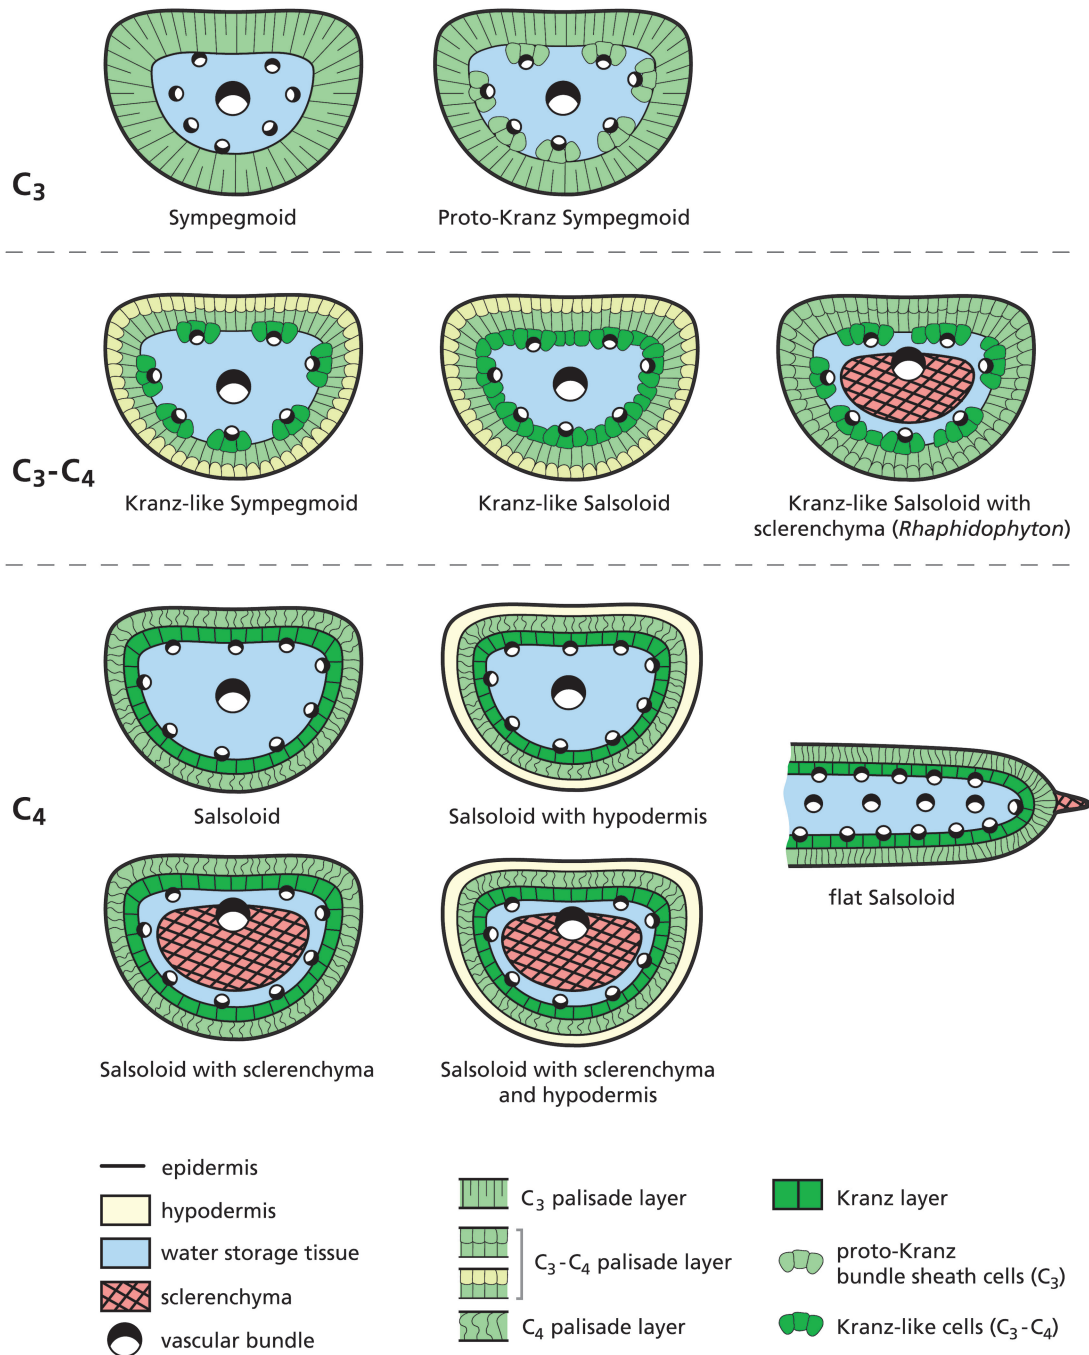 C3
Sympegmoid
Proto-Kranz Sympegmoid
C3-C4
Kranz-like Sympegmoid
Kranz-like Salsoloid
Kranz-like Salsoloid with
sclerenchyma (Rhaphidophyton)
C4
Salsoloid
Salsoloid with hypodermis
flat Salsoloid
Salsoloid with sclerenchyma
Salsoloid with sclerenchyma
and hypodermis
epidermis
hypodermis
water storage tissue
sclerenchyma
vascular bundle
C3 palisade layer
C3-C4 palisade layer
C4 palisade layer
Kranz layer
proto-Kranz
bundle sheath cells (C3)
Kranz-like cells (C3-C4)